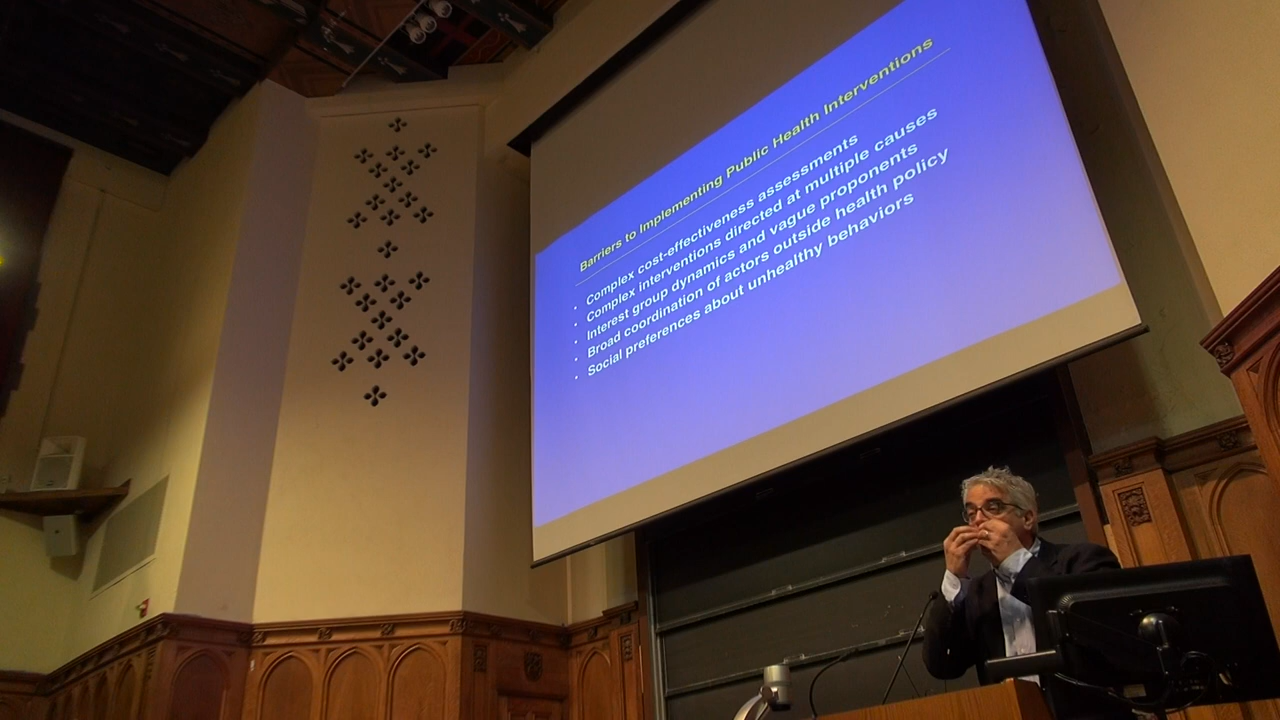 Barriers to Implementing Public Health Interventions
• Complex cost-effectiveness assessments
• Complex interventions directed at multiple causes
• Interest group dynamics and vague proponents
• Broad coordination of actors outside health policy
• Social preferences about unhealthy behaviors